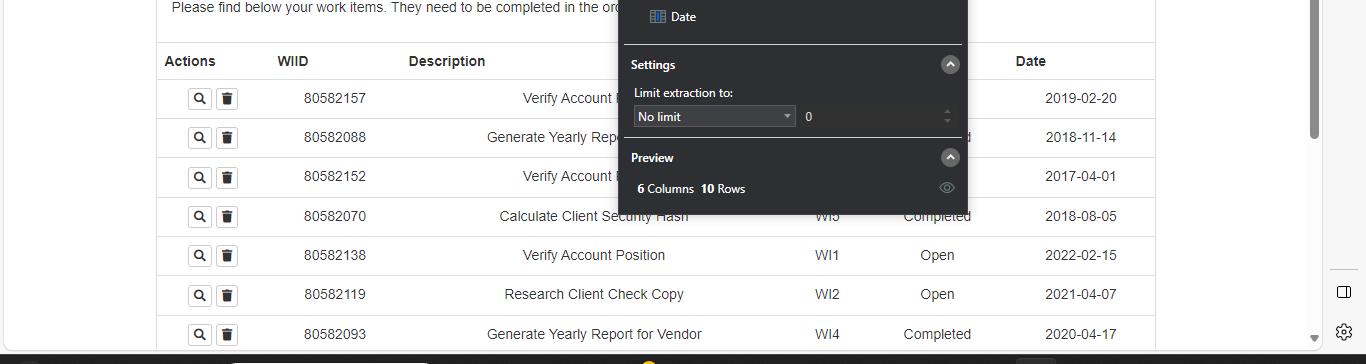 Please find below your work items. They need to be completed in the
Date
Actions WIID Description Date
Settings
Limit extraction to:
80582157 Verify Account 2019-02-20
No limit 0
80582088 Generate Yearly 2018-11-14
Preview
80582152 Verify Account 2017-04-01
6 Columns 10 Rows
80582070 Calculate Client Security Hash WI5 Completed 2018-08-05
80582138 Verify Account Position WI1 Open 2022-02-15
80582119 Research Client Check Copy WI2 Open 2021-04-07
80582093 Generate Yearly Report for Vendor WI4 Completed 2020-04-17